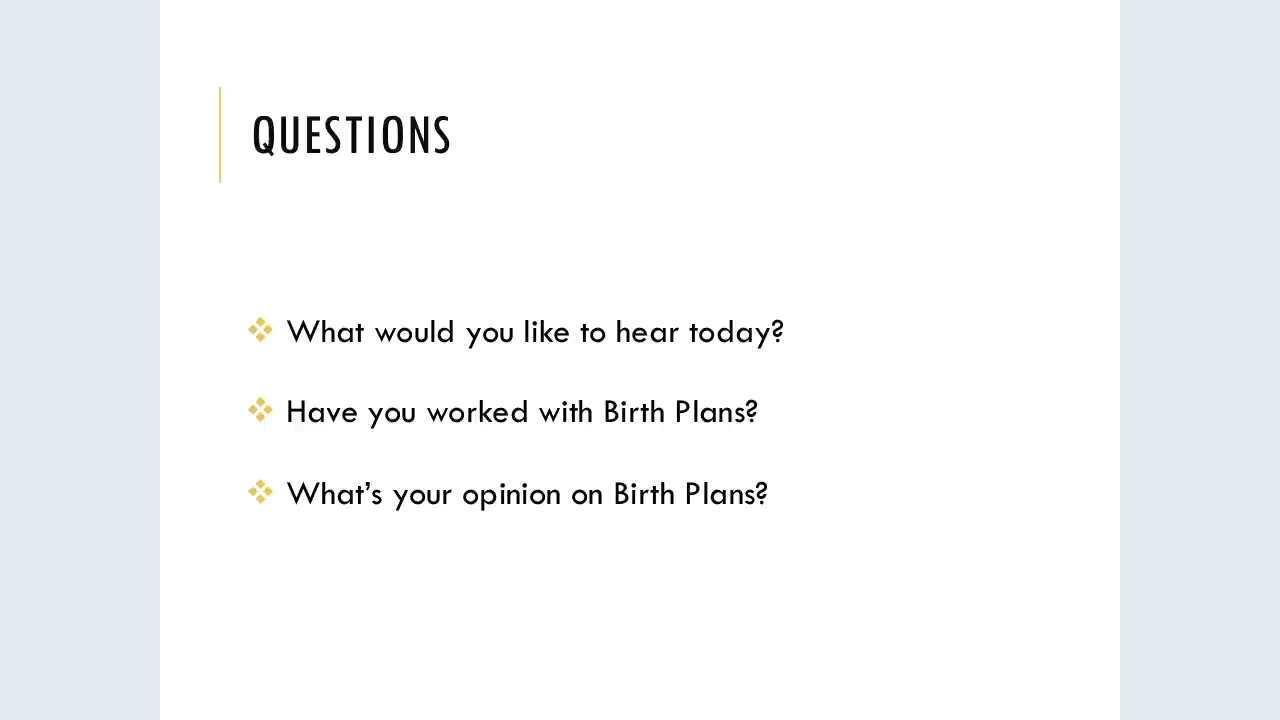 QUESTIONS
What would you like to hear today?
Have you worked with Birth Plans?
What’s your opinion on Birth Plans?